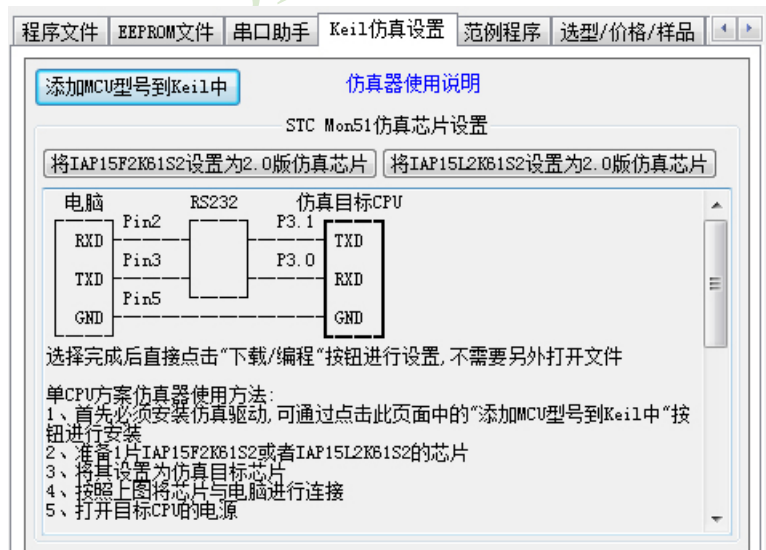 程序文件 EEPROM文件 串口助手 Keil仿真设置 范例程序 选型/价格/样品
添加MCU型号到Keil中 仿真器使用说明
STC Mon51仿真芯片设置
将IAP15F2K61S2设置为2.0版仿真芯片 将IAP15L2K61S2设置为2.0版仿真芯片
电脑 RS232 仿真目标CPU
Pin2 P3.1
RXD TXD
Pin3 P3.0
TXD RXD
Pin5
GND GND
选择完成后直接点击“下载/编程“按钮进行设置,不需要另外打开文件
单CPU方案仿真器使用方法:
1、首先必须安装仿真驱动,可通过点击此页面中的“添加MCU型号到Keil中“按
钮进行安装
2、准备1片IAP15F2K61S2或者IAP15L2K61S2的芯片
3、将其设置为仿真目标芯片
4、按照上图将芯片与电脑进行连接
5、打开目标CPU的电源